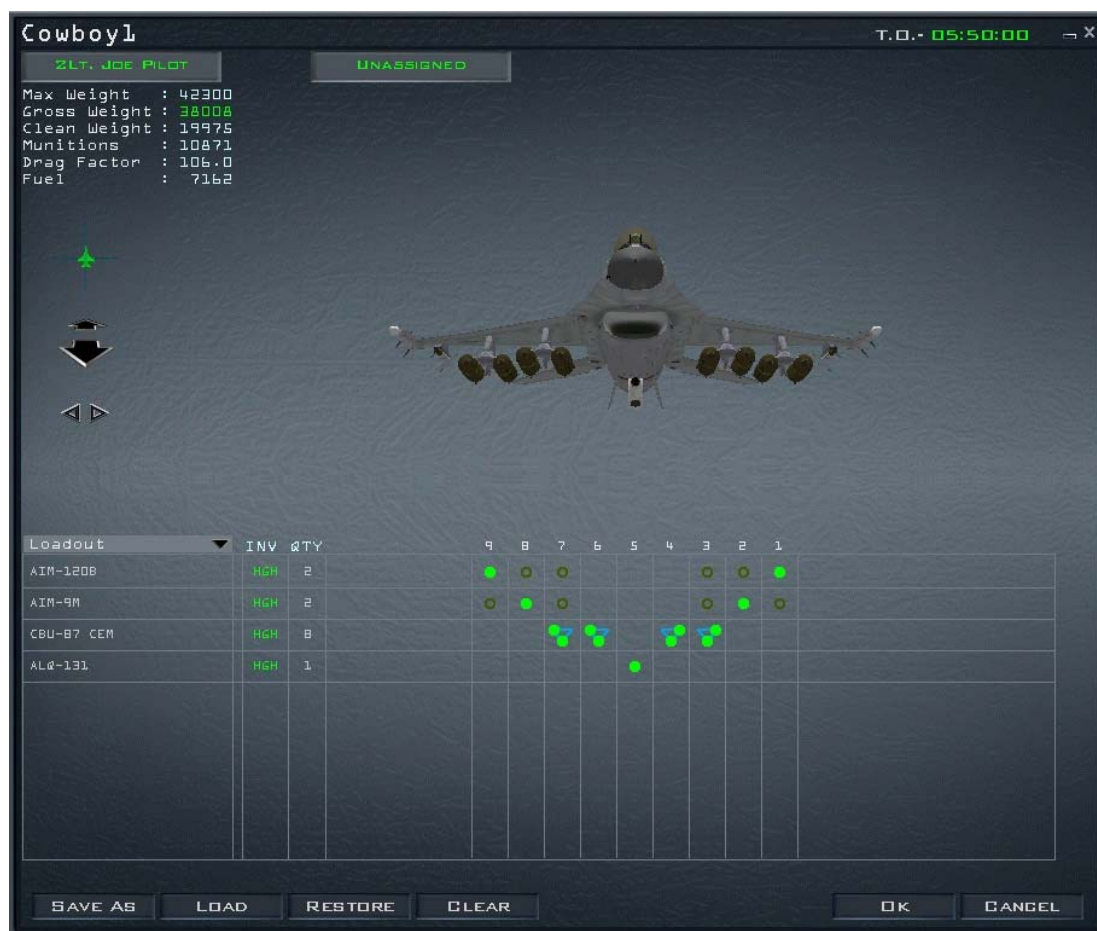 Cowboy1 T.O.- 05:50:00
2LT. JOE PILOT UNASSIGNED
Max Weight : 42300
Gross Weight : 38008
Clean Weight : 19975
Munitions : 10871
Drag Factor : 106.0
Fuel : 7162
Loadout INV QTY 9 8 7 6 5 4 3 2 1
AIM-120B HGH 2
AIM-9M HGH 2
CBU-87 CEM HGH 8
ALQ-131 HGH 1
SAVE AS LOAD RESTORE CLEAR OK CANCEL